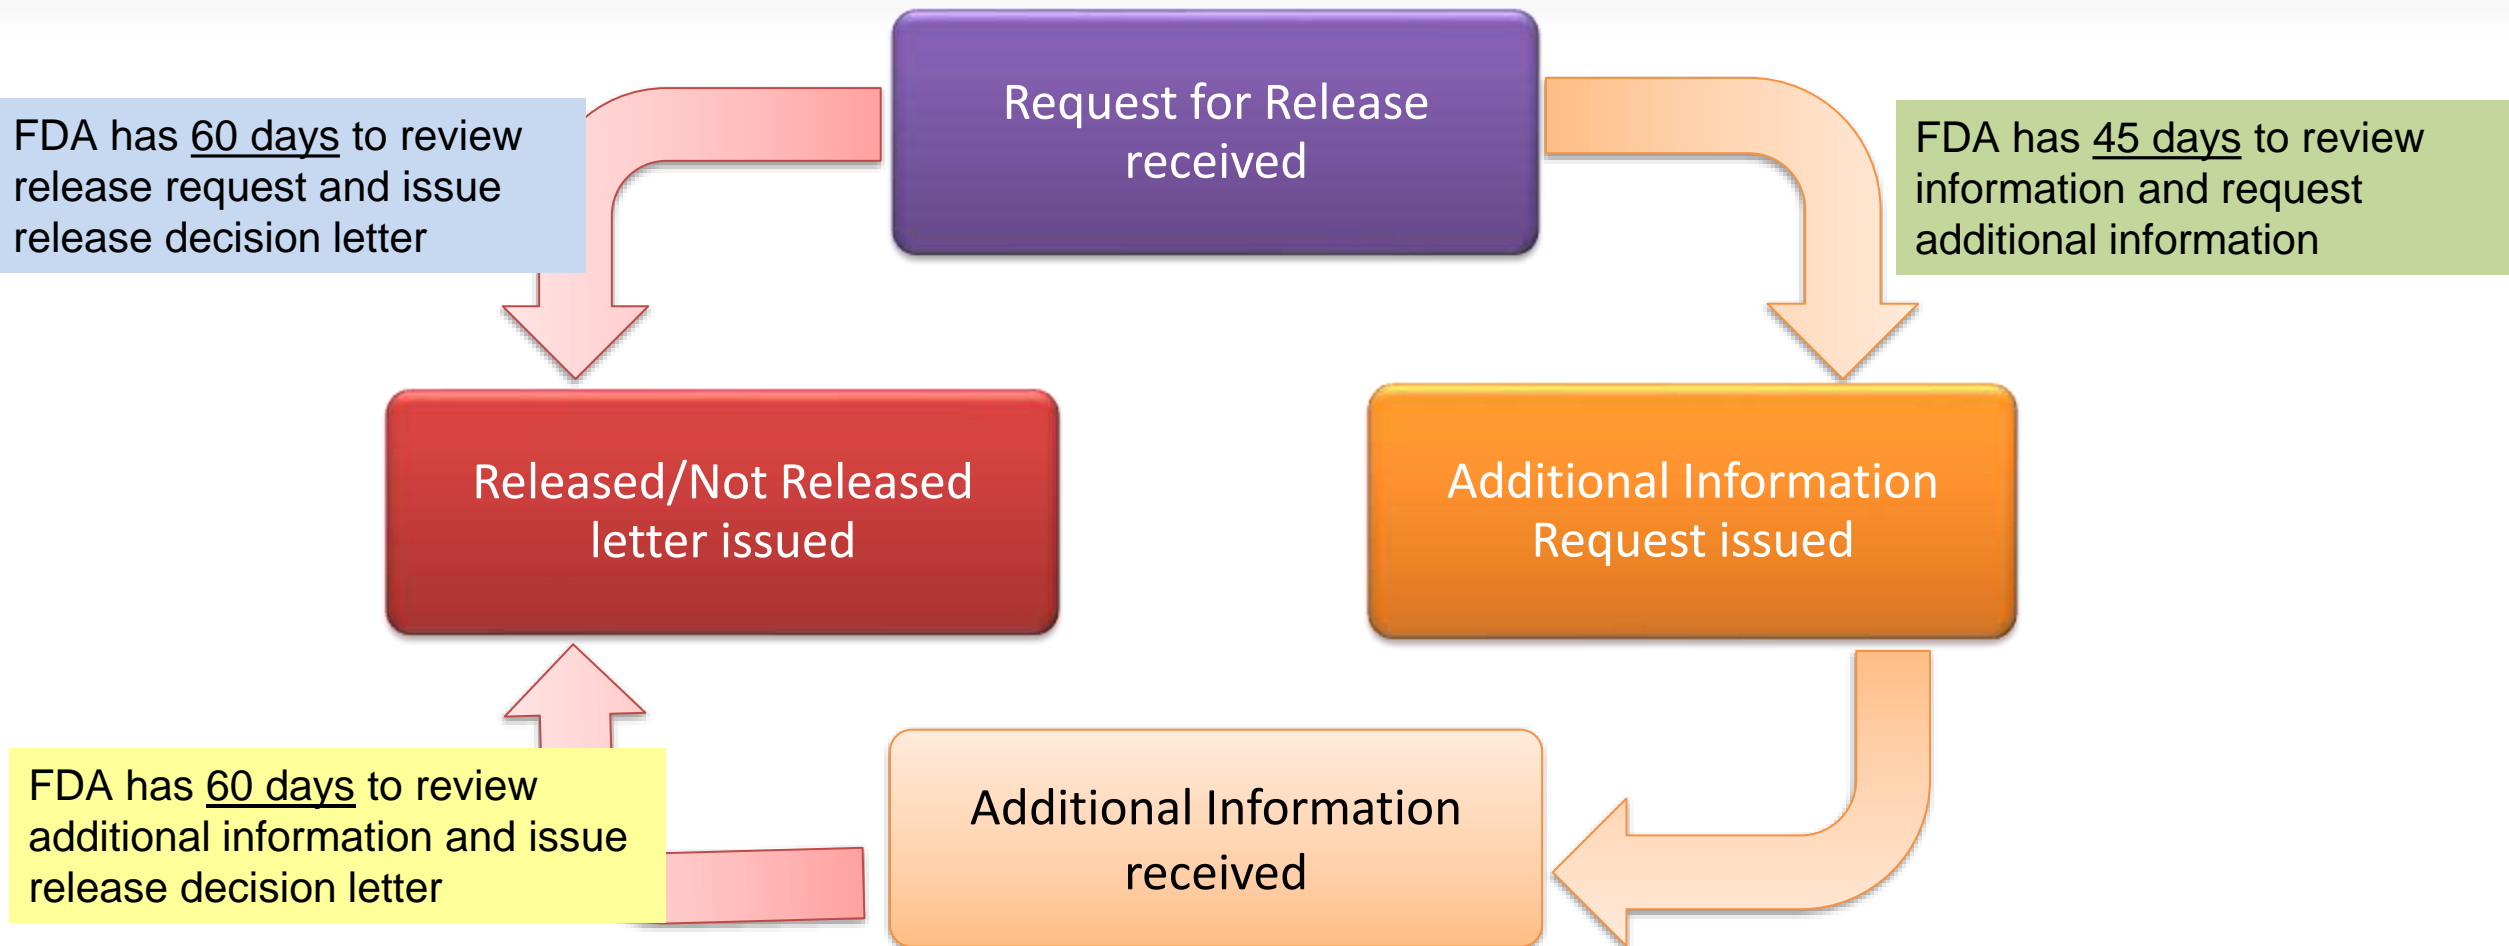 Request for Release
received
FDA has 60 days to review
release request and issue
release decision letter
FDA has 45 days to review
information and request
additional information
Released/Not Released
letter issued
Additional Information
Request issued
FDA has 60 days to review
additional information and issue
release decision letter
Additional Information
received